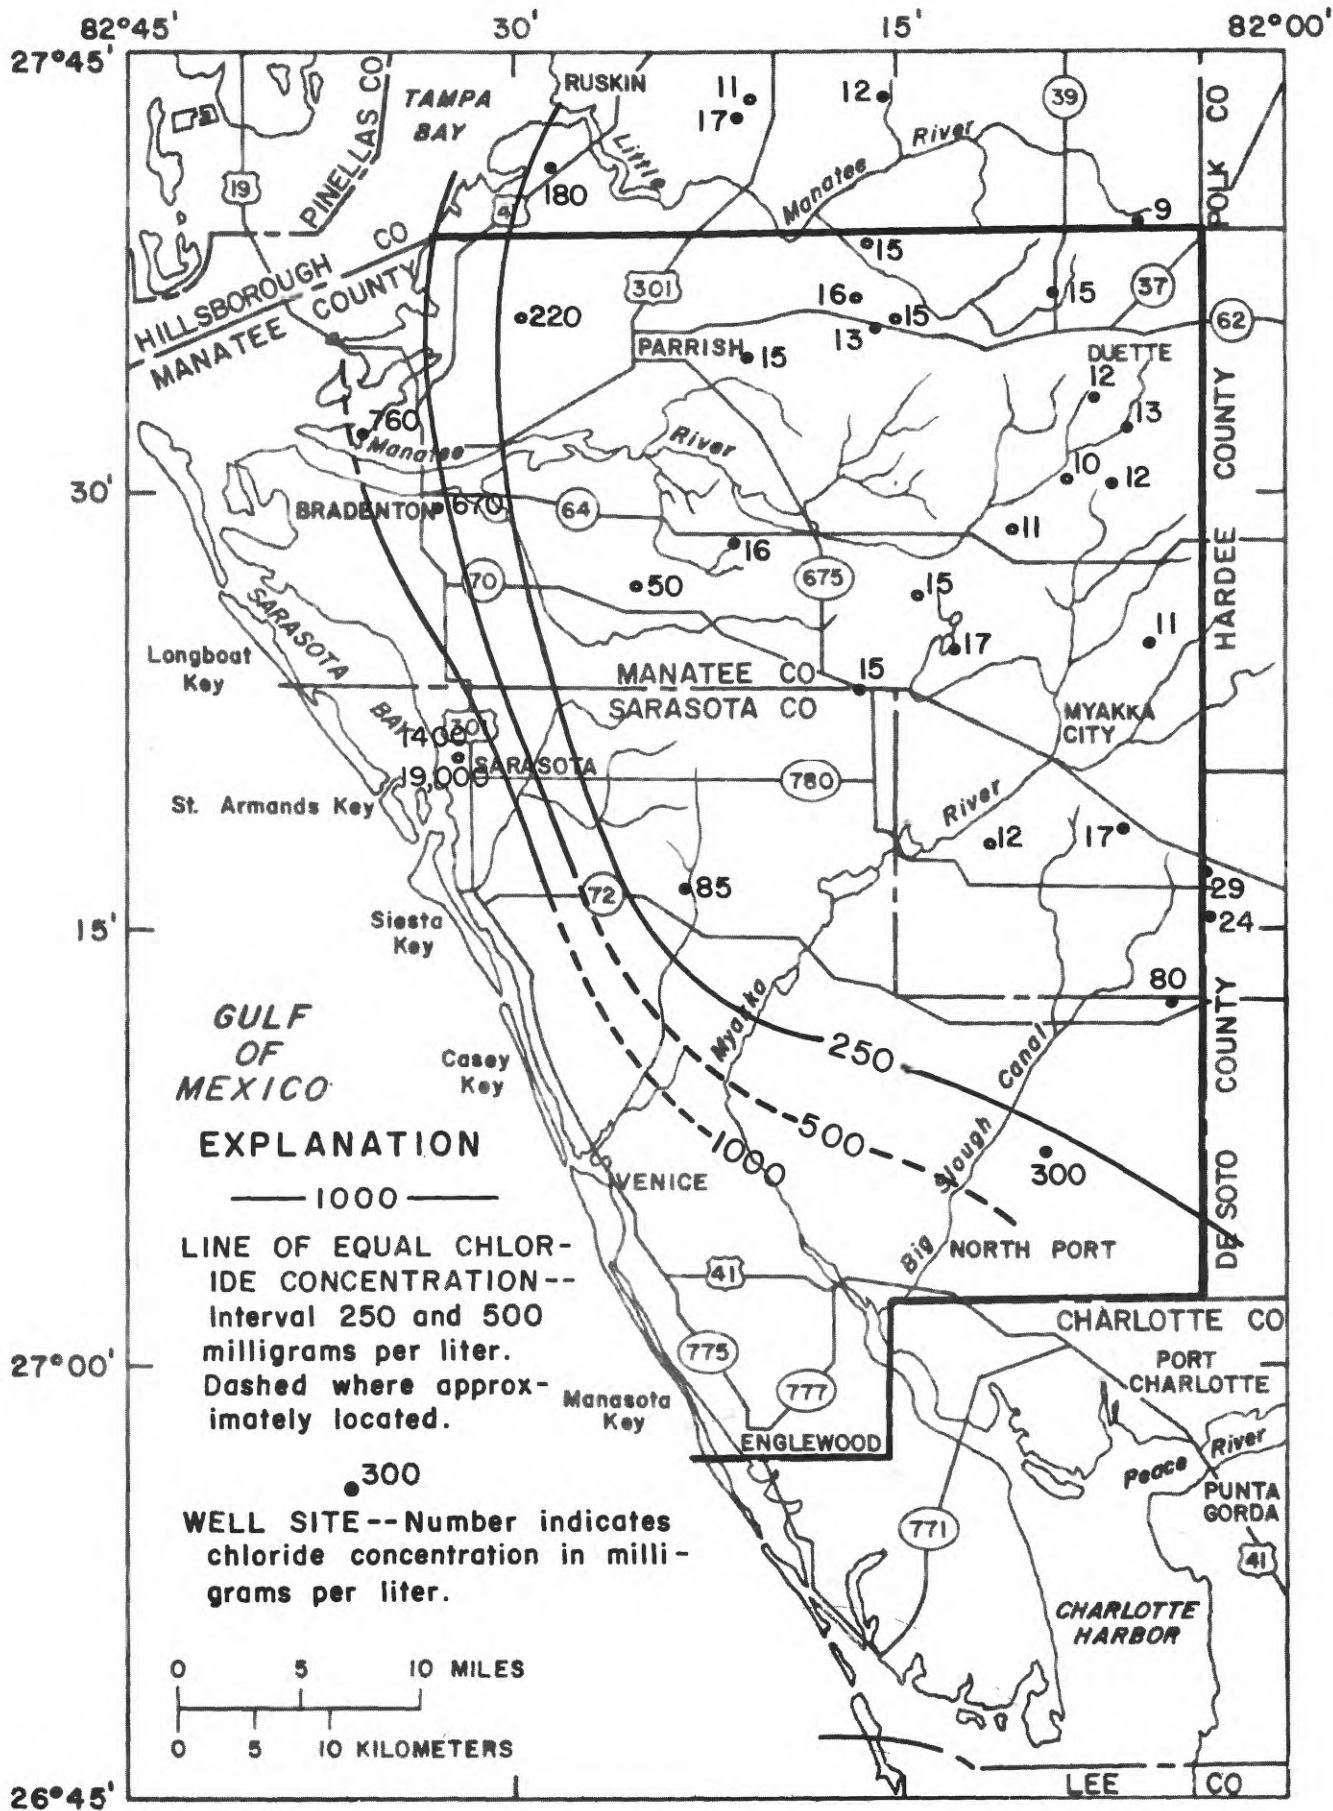 82°45'
30'
15'
82°00'
27°45'
PINELLAS CO
TAMPA
BAY
RUSKIN
11
17
12
39
POLK CO
19
Little
Manatee
River
180
41
9
HILLSBOROUGH CO
MANATEE COUNTY
15
301
16
15
15
37
220
13
62
PARRISH
15
DUETTE
12
13
760
Manatee
River
10
12
30'
BRADENTON
670
64
11
HARDEE COUNTY
16
70
50
675
15
SARASOTA
BAY
11
17
Longboat
Key
MANATEE CO
15
SARASOTA CO
MYAKKA
CITY
301
1400
SARASOTA
19,000
780
St. Armands Key
River
12
17
85
29
72
24
15'
Siesta
Key
80
GULF
OF
MEXICO
Myakka
250
Canal
Casey
Key
DE SOTO COUNTY
500
1000
Slough
300
VENICE
Big
NORTH PORT
EXPLANATION
1000
LINE OF EQUAL CHLOR-
IDE CONCENTRATION--
Interval 250 and 500
milligrams per liter.
Dashed where approx-
imately located.
300
WELL SITE--Number indicates
chloride concentration in milli-
grams per liter.
41
CHARLOTTE CO
775
27°00'
777
PORT
CHARLOTTE
Manasota
Key
ENGLEWOOD
Peace
River
PUNTA
GORDA
771
41
CHARLOTTE
HARBOR
0 5 10 MILES
0 5 10 KILOMETERS
26°45'
LEE CO